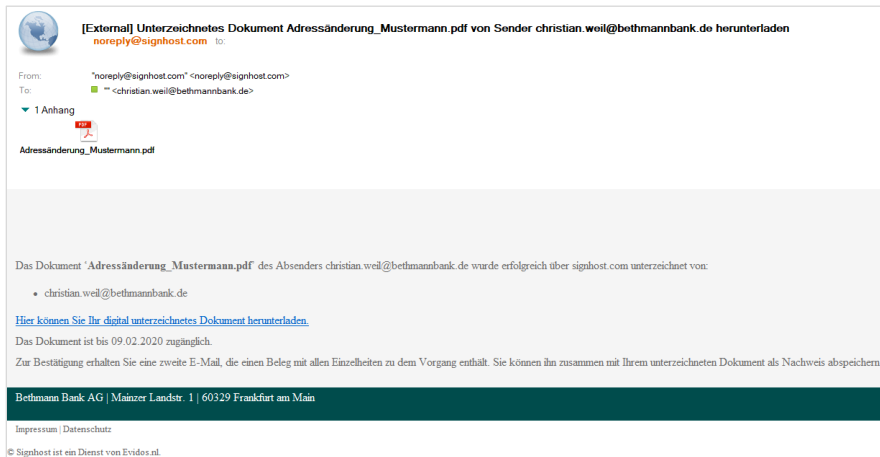 [External] Unterzeichnetes Dokument Adressänderung_Mustermann.pdf von Sender christian.weil@bethmannbank.de herunterladen
noreply@signhost.com to:
From: "noreply@signhost.com" <noreply@signhost.com>
To: "" <christian.weil@bethmannbank.de>
1 Anhang
PDF
Adressänderung_Mustermann.pdf
Das Dokument 'Adressänderung_Mustermann.pdf' des Absenders christian.weil@bethmannbank.de wurde erfolgreich über signhost.com unterzeichnet von:
• christian.weil@bethmannbank.de
Hier können Sie Ihr digital unterzeichnetes Dokument herunterladen.
Das Dokument ist bis 09.02.2020 zugänglich.
Zur Bestätigung erhalten Sie eine zweite E-Mail, die einen Beleg mit allen Einzelheiten zu dem Vorgang enthält. Sie können ihn zusammen mit Ihrem unterzeichneten Dokument als Nachweis abspeichern
Bethmann Bank AG | Mainzer Landstr. 1 | 60329 Frankfurt am Main
Impressum | Datenschutz
© Signhost ist ein Dienst von Evidos.nl.